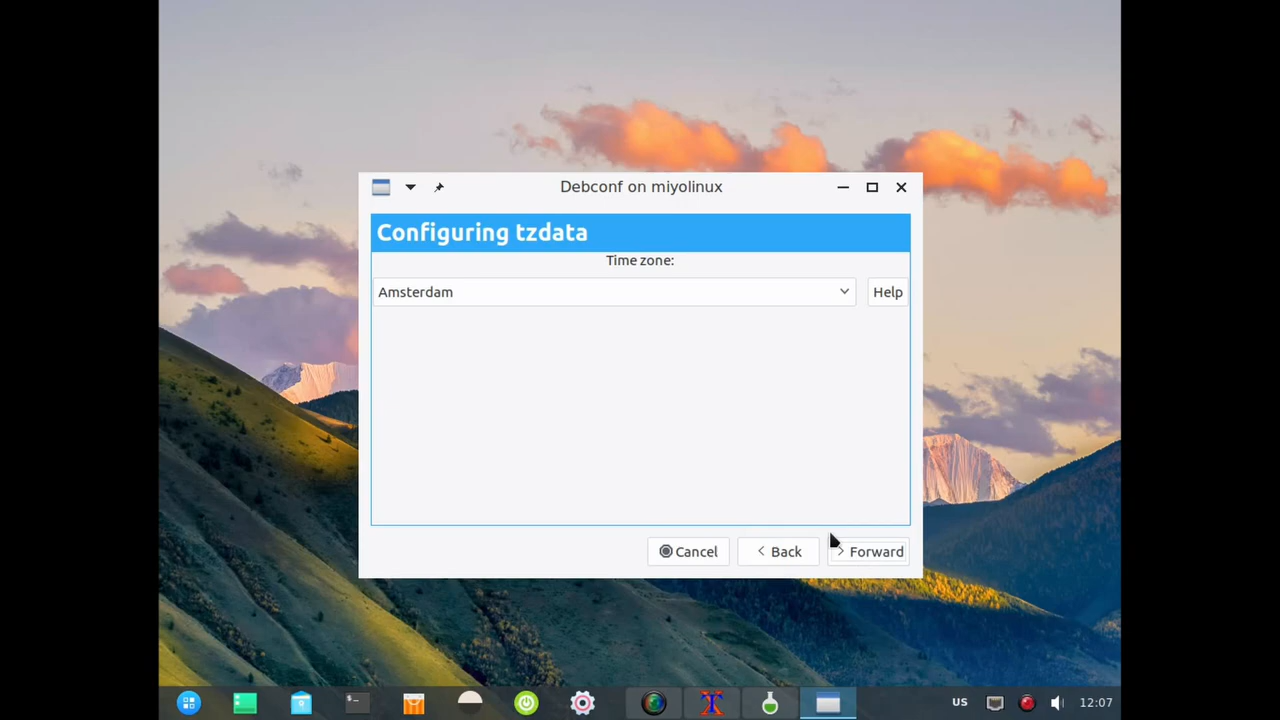 Debconf on miyolinux
Configuring tzdata
Time zone:
Amsterdam
Help
Cancel
Back
Forward
US
12:07